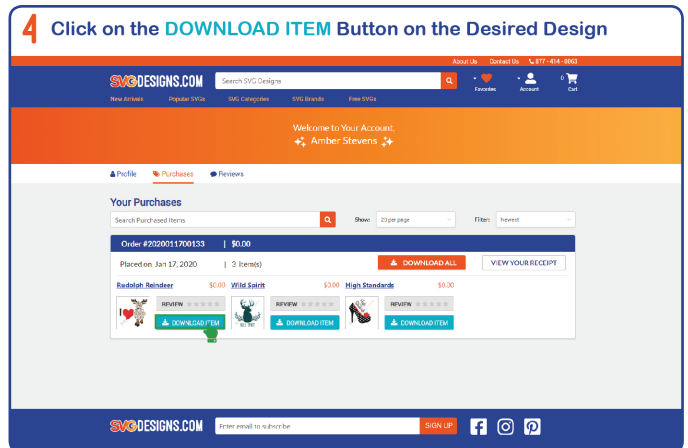 4 Click on the DOWNLOAD ITEM Button on the Desired Design
About Us Contact Us 877-414-0063
SVGDESIGNS.COM Search SVG Designs 0
Favorites Account Cart
New Arrivals Popular SVGs SVG Categories SVG Brands Free SVGs
Welcome to Your Account,
Amber Stevens
Profile Purchases Reviews
Your Purchases
Search Purchased Items Show: 20 per page Filter: Newest
Order #2020011700133 | $0.00
Placed on Jan 17, 2020 | 3 Item(s) DOWNLOAD ALL VIEW YOUR RECEIPT
Rudolph Reindeer $0.00 Wild Spirit $0.00 High Standards $0.00
REVIEW REVIEW REVIEW
I
DOWNLOAD ITEM WILD SPIRIT DOWNLOAD ITEM DOWNLOAD ITEM
SVGDESIGNS.COM Enter email to subscribe SIGN UP